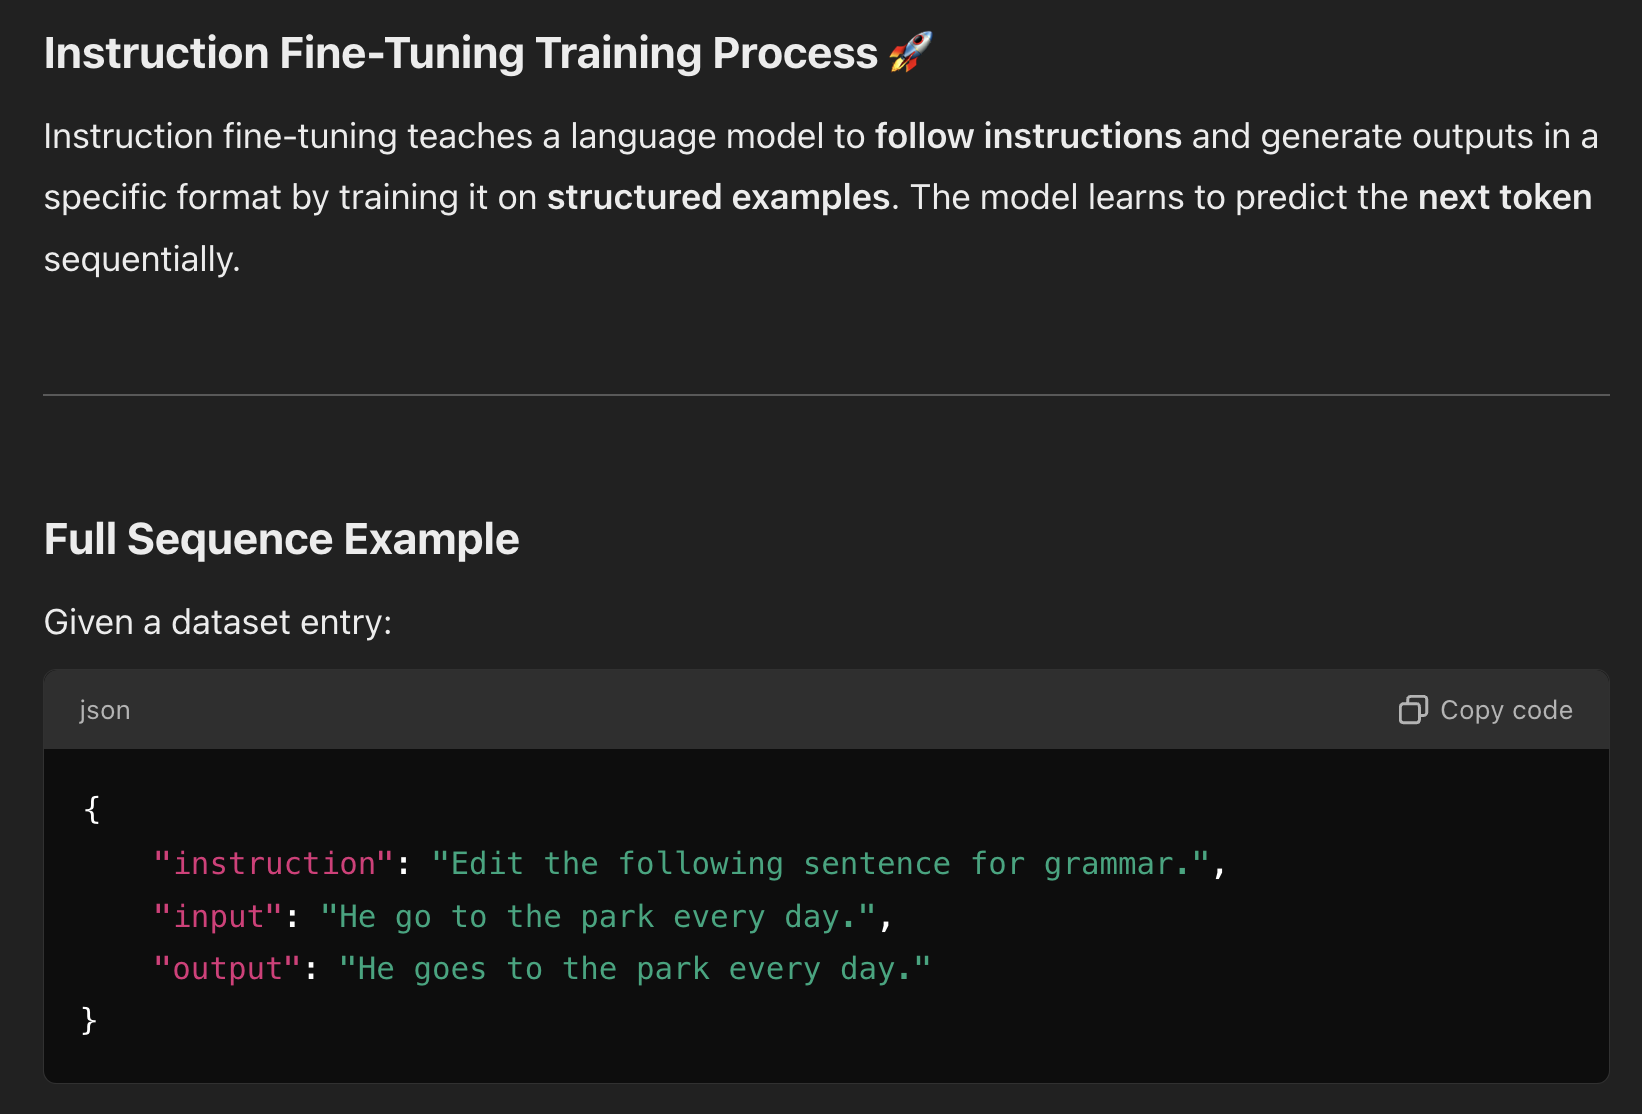 Instruction Fine-Tuning Training Process 🚀
Instruction fine-tuning teaches a language model to follow instructions and generate outputs in a
specific format by training it on structured examples. The model learns to predict the next token
sequentially.
Full Sequence Example
Given a dataset entry:
json
Copy code
{
    "instruction": "Edit the following sentence for grammar.",
    "input": "He go to the park every day.",
    "output": "He goes to the park every day."
}